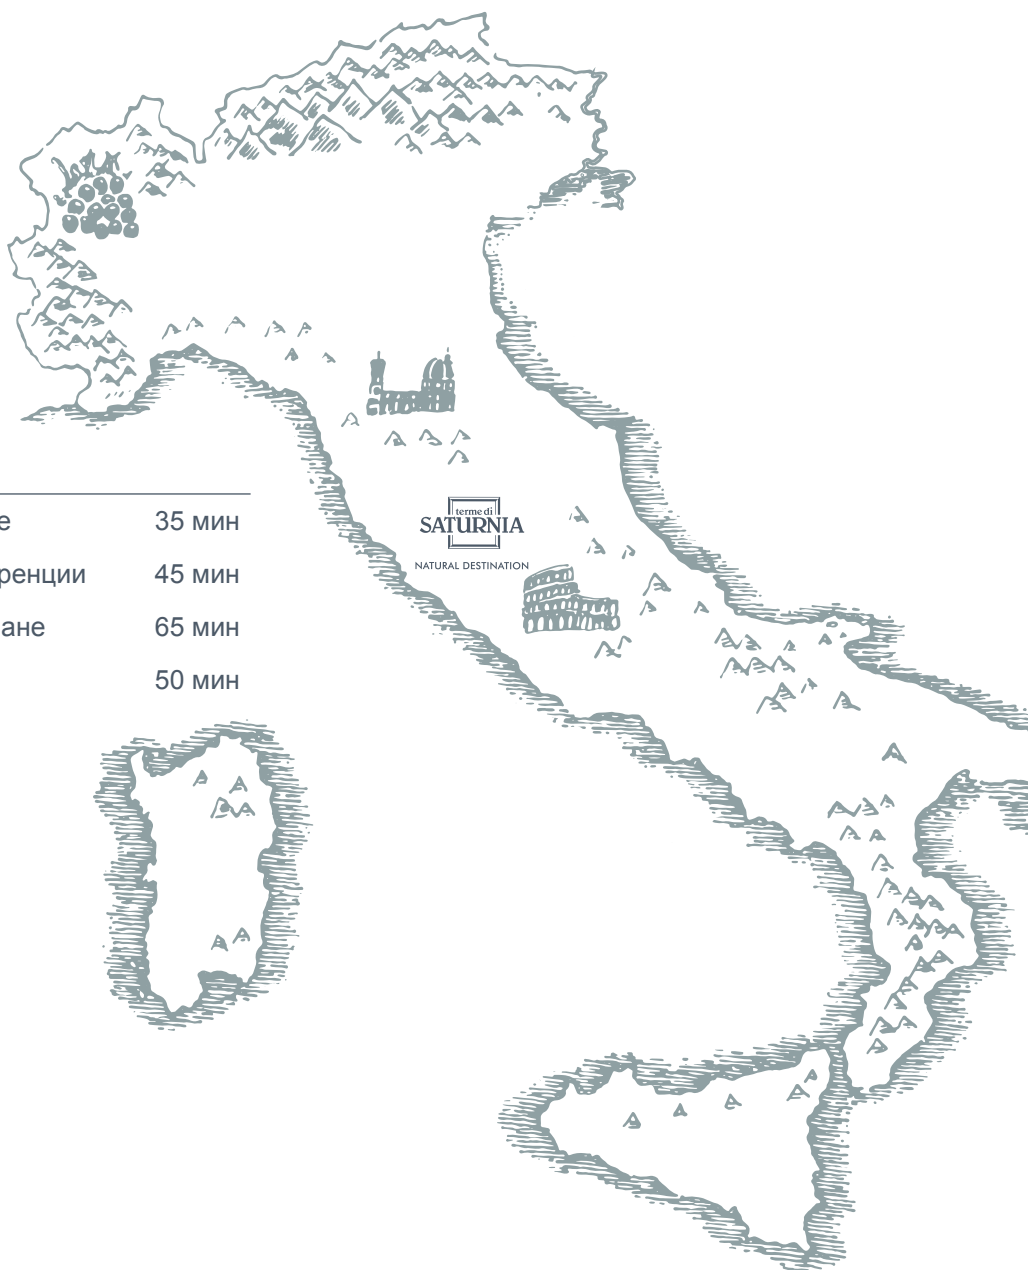 е 35 мин
ренции 45 мин
ане 65 мин
50 мин
terme di
SATURNIA
NATURAL DESTINATION